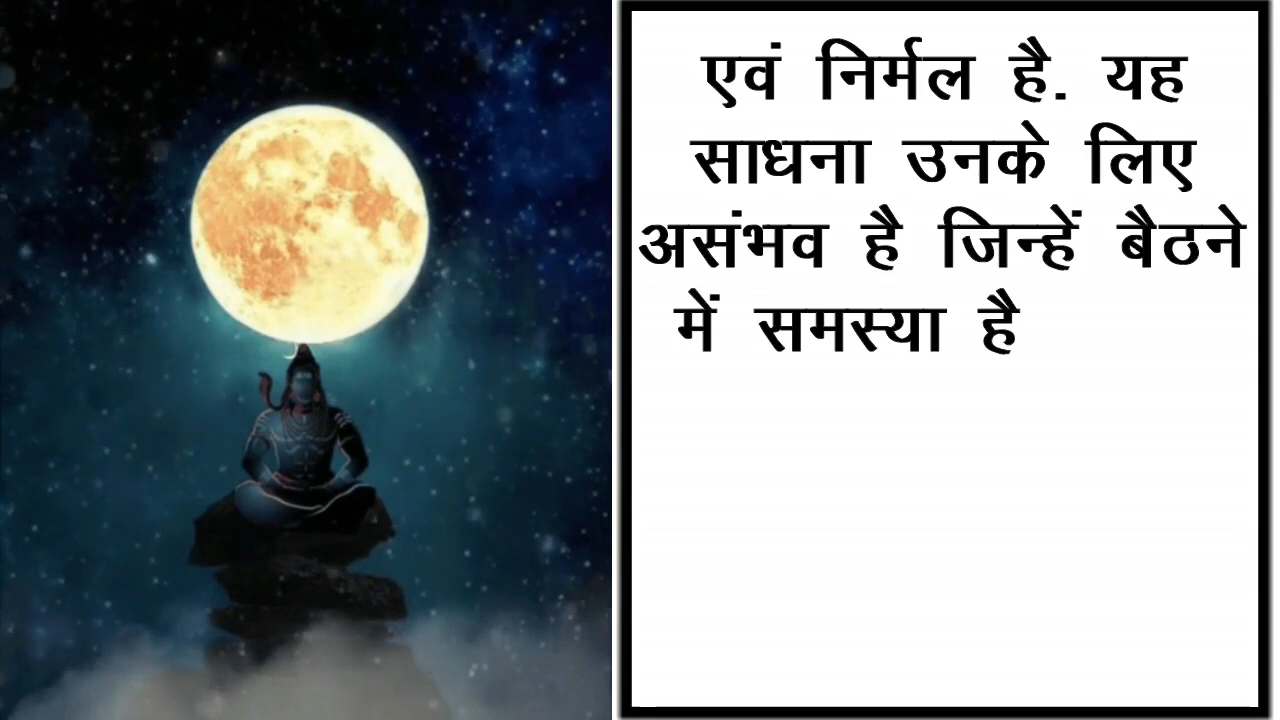 एवं निर्मल है. यह
साधना उनके लिए
असंभव है जिन्हें बैठने
में समस्या है